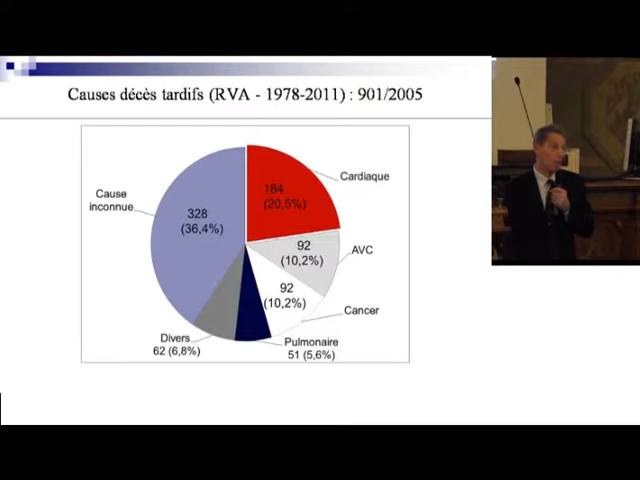 Causes décès tardifs (RVA - 1978-2011) : 901/2005
184
(20,5%)
Cardiaque
92
(10,2%)
AVC
92
(10,2%)
Cancer
Pulmonaire
51 (5,6%)
Divers
62 (6,8%)
328
(36,4%)
Cause
inconnue